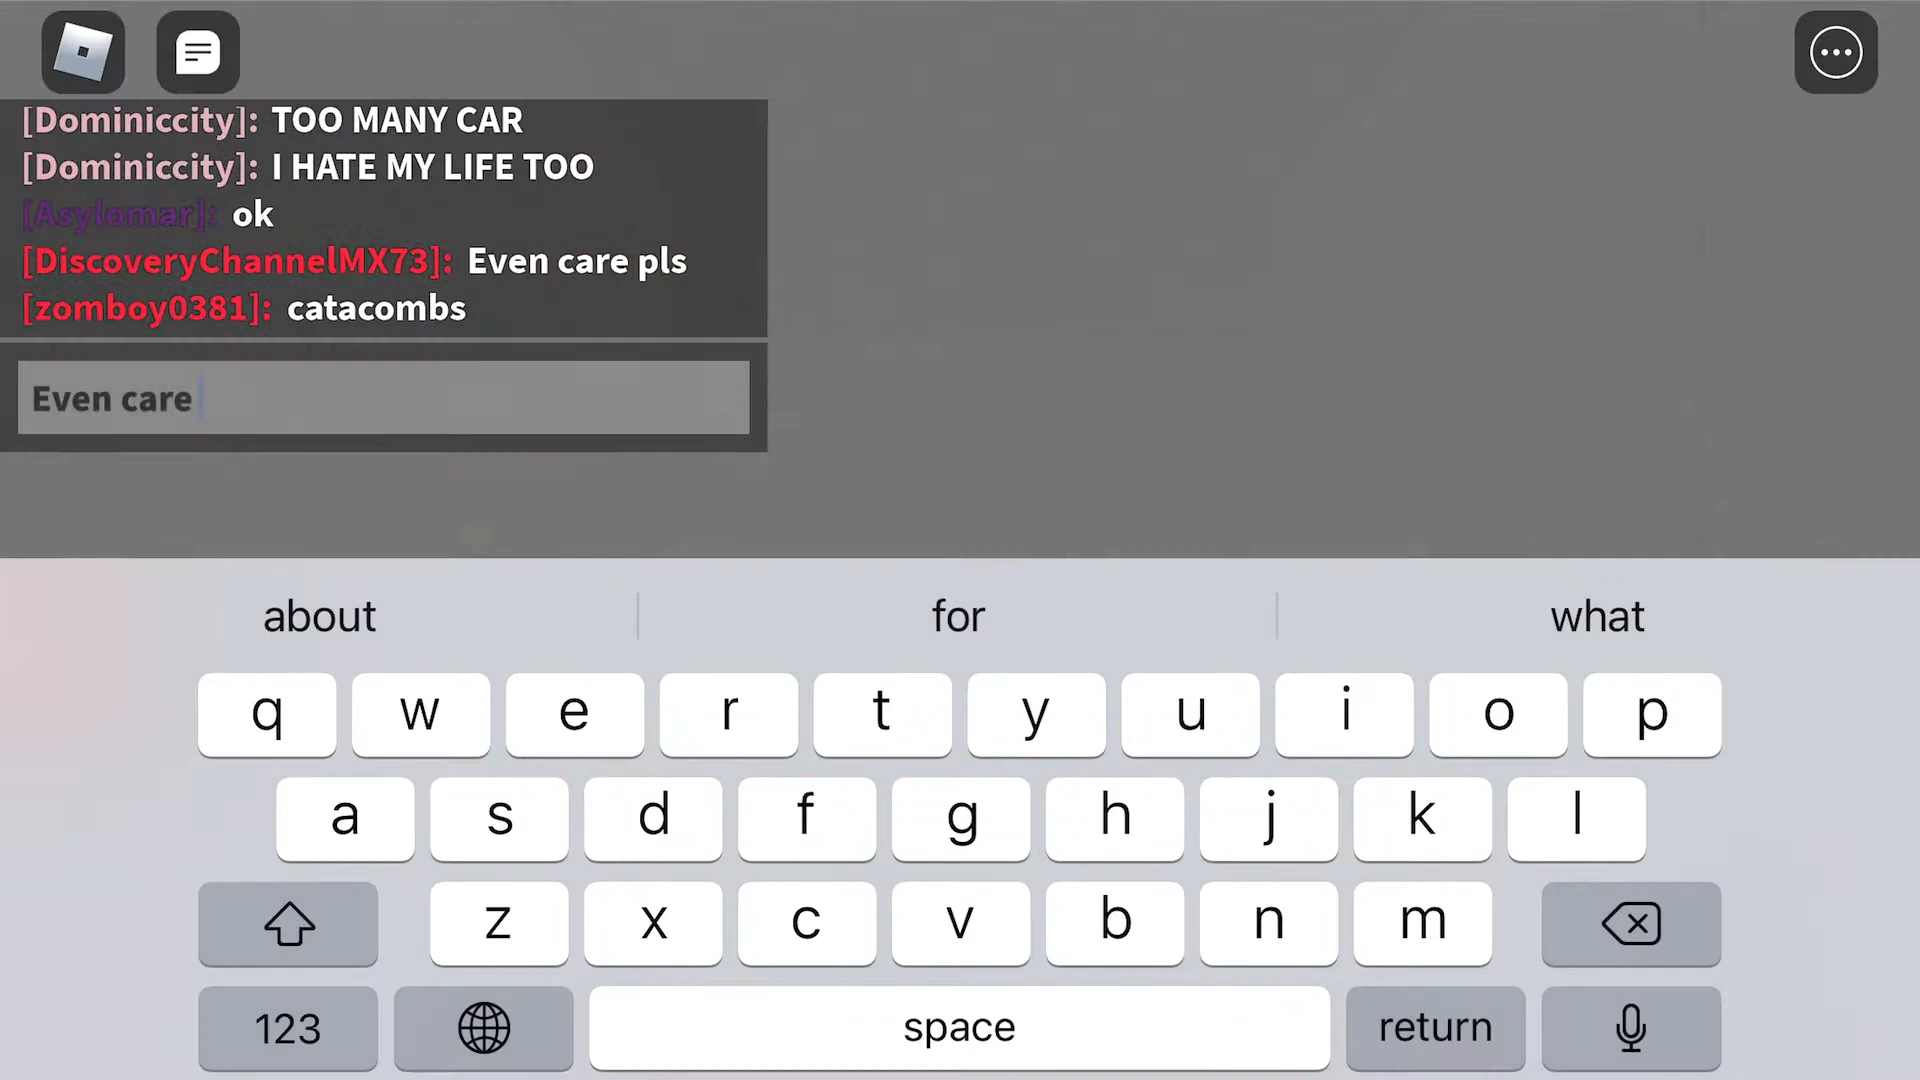 [Dominiccity]: TOO MANY CAR
[Dominiccity]: I HATE MY LIFE TOO
[Asylomar]: ok
[DiscoveryChannelMX73]: Even care pls
[zomboy0381]: catacombs
Even care
about for what
q w e r t y u i o p
a s d f g h j k l
z x c v b n m
123 space return